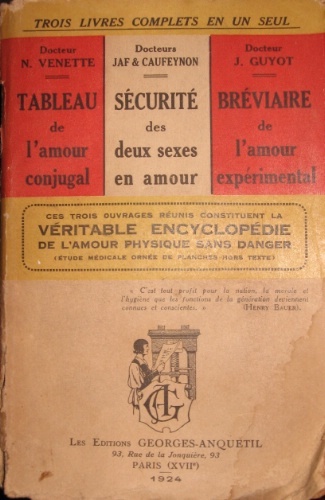 TROIS LIVRES COMPLETS EN UN SEUL
Docteur
N. VENETTE
TABLEAU
de
l'amour
conjugal
Docteurs
JAF & CAUFEYNON
SÉCURITÉ
des
deux sexes
en amour
Docteur
J. GUYOT
BRÉVIAIRE
de
l'amour
expérimental
CES TROIS OUVRAGES RÉUNIS CONSTITUENT LA
VÉRITABLE ENCYCLOPÉDIE
DE L'AMOUR PHYSIQUE SANS DANGER
(ÉTUDE MÉDICALE ORNÉE DE PLANCHES HORS TEXTE)
« C'est tout profit pour la nation, la morale et
l'hygiène que les fonctions de la génération deviennent
connues et conscientes. »
(HENRY BAUER).
AG
LES EDITIONS GEORGES-ANQUETIL
93, Rue de la Jonquière, 93
PARIS (XVIIe)
1924